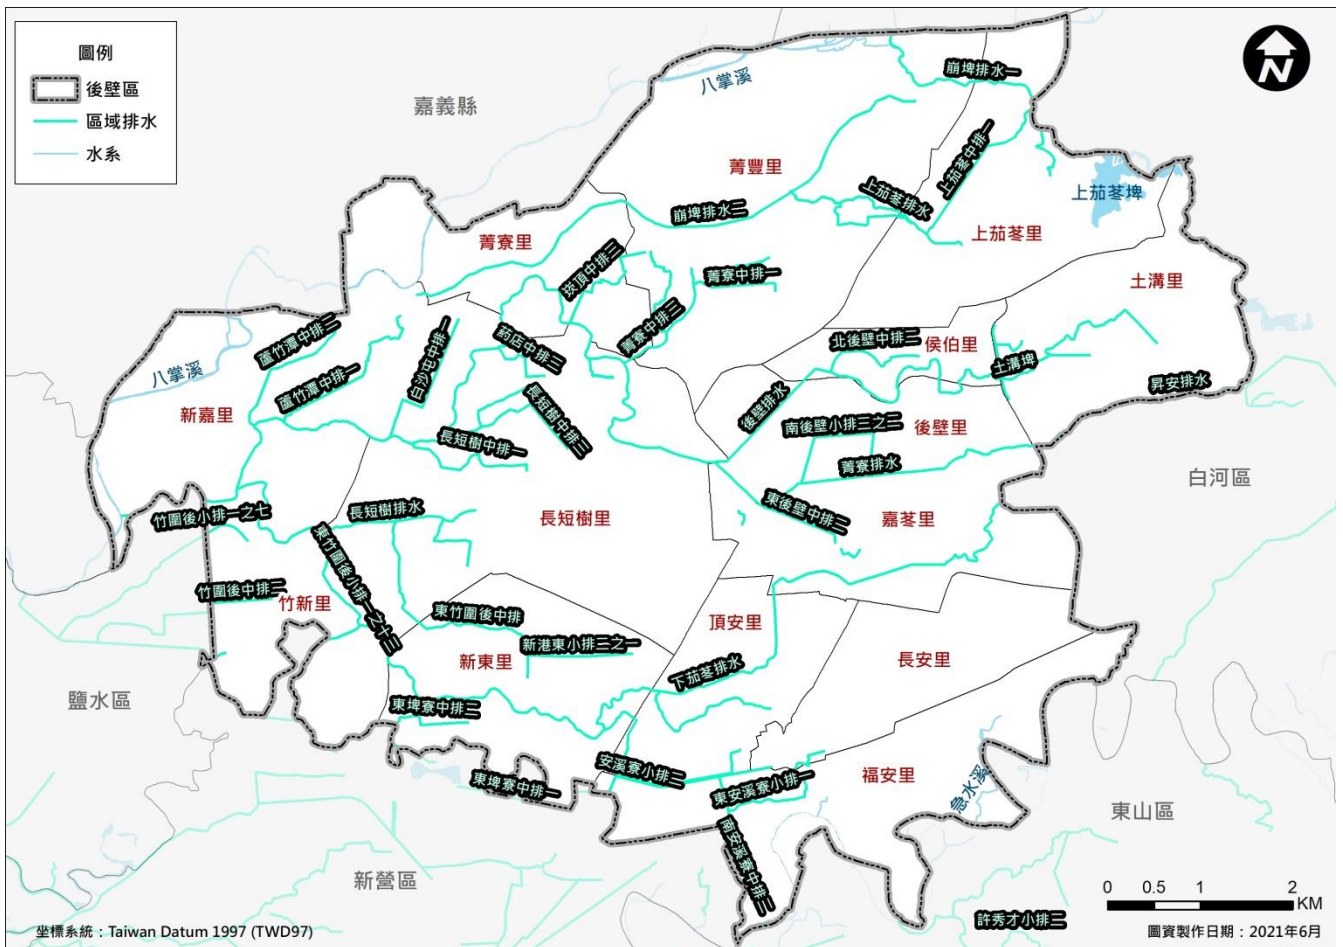 圖例
後壁區
區域排水
水系
嘉義縣
八掌溪
崩埤排水一
上茄苳中排一
上茄苳埤
菁豐里
上茄苳排水
崩埤排水二
上茄苳里
菁寮里
崁頂中排三
菁寮中排一
土溝里
菁寮中排三
蘆竹潭中排二
白沙屯中排一
葯店中排三
北後壁中排二
侯伯里
八掌溪
蘆竹潭中排一
土溝埤
昇安排水
新嘉里
長短樹中排三
後壁排水
南後壁小排三之二
後壁里
長短樹中排一
菁寮排水
白河區
竹圍後小排一之七
長短樹排水
長短樹里
東後壁中排二
嘉苳里
東竹圍後小排一之十三
竹圍後中排二
竹新里
東竹圍後中排
頂安里
新港東小排二之一
新東里
長安里
下茄苳排水
鹽水區
東埤寮中排二
安溪寮小排二
東安溪寮小排一
福安里
東埤寮中排一
急水溪
東山區
南安溪寮中排二
新營區
0 0.5 1 2
KM
許秀才小排二
坐標系統：Taiwan Datum 1997 (TWD97)
圖資製作日期：2021年6月
N